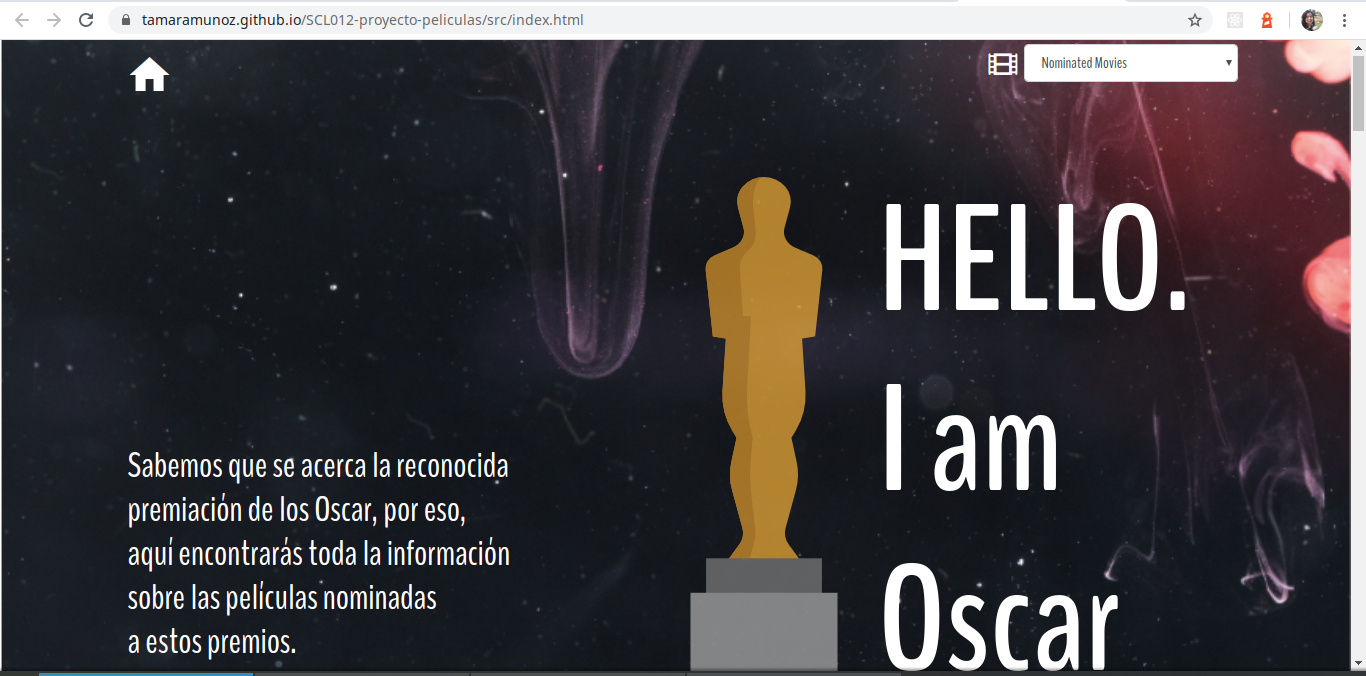 tamaramunoz.github.io/SCL012-proyecto-peliculas/src/index.html
Nominated Movies
HELLO.
I am
Oscar
Sabemos que se acerca la reconocida
premiación de los Oscar, por eso,
aquí encontrarás toda la información
sobre las películas nominadas
a estos premios.